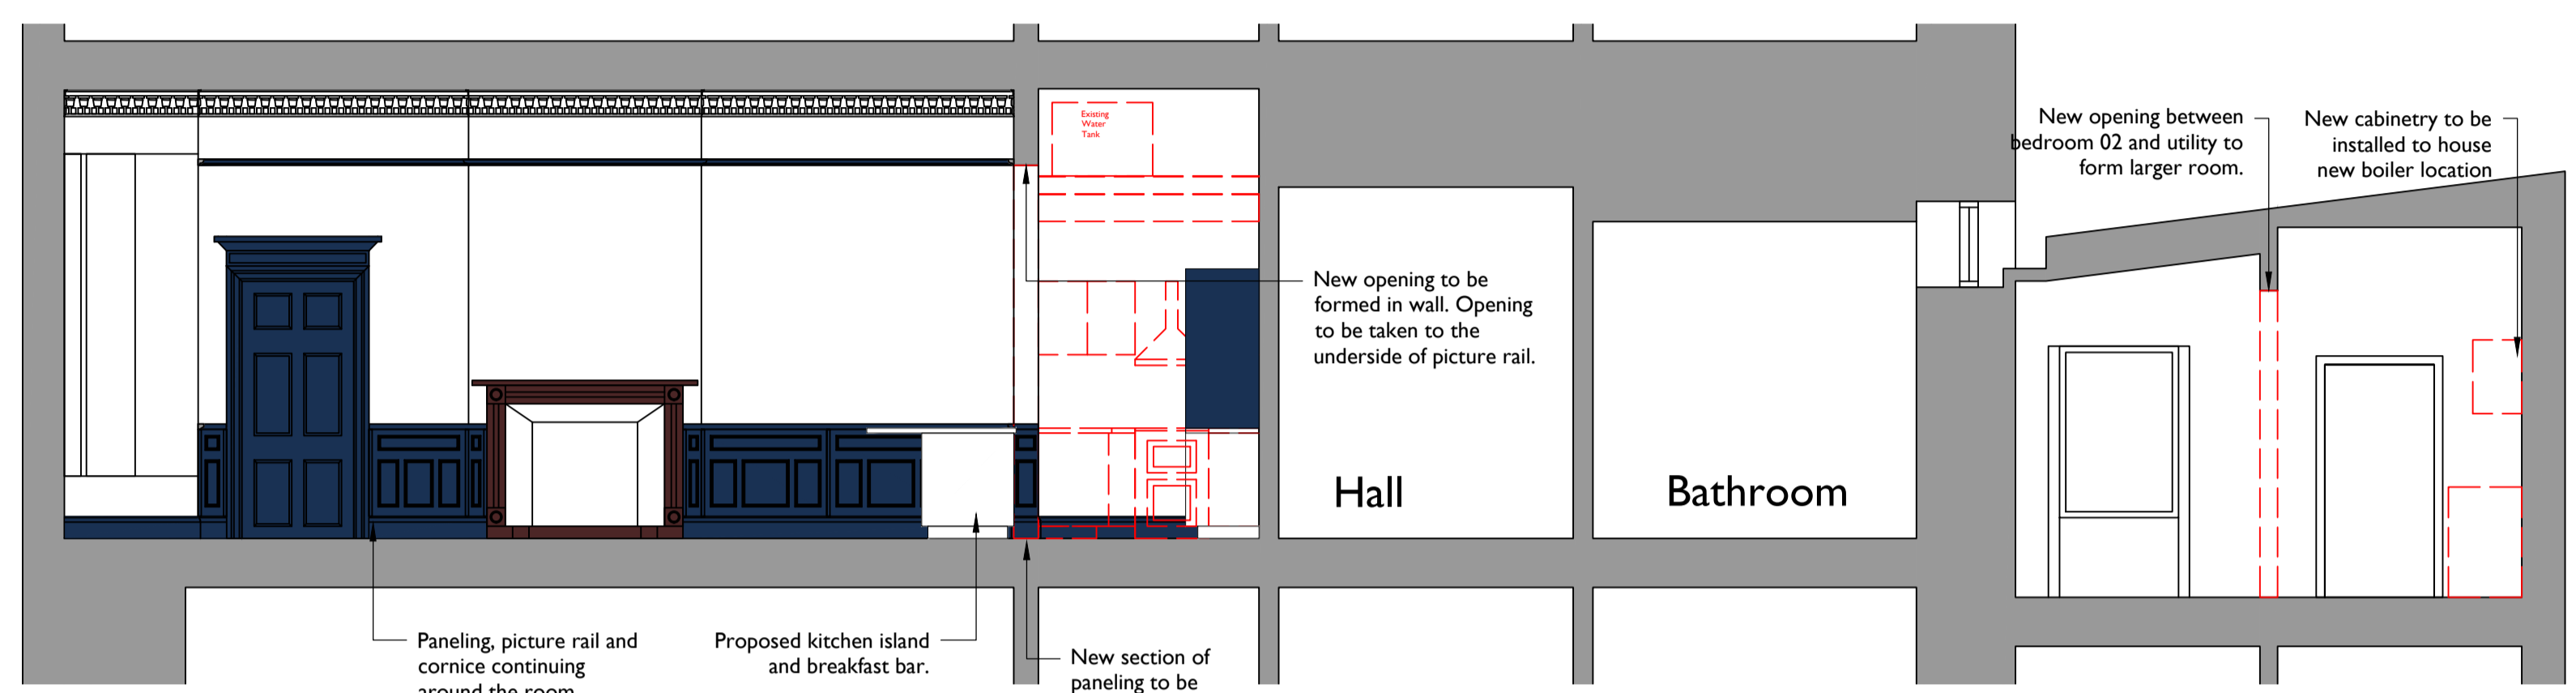 Existing
Water
Tank
New opening between
bedroom 02 and utility to
form larger room.
New cabinetry to be
installed to house
new boiler location
New opening to be
formed in wall. Opening
to be taken to the
underside of picture rail.
Hall
Bathroom
Paneling, picture rail and
cornice continuing
around the room
Proposed kitchen island
and breakfast bar.
New section of
paneling to be